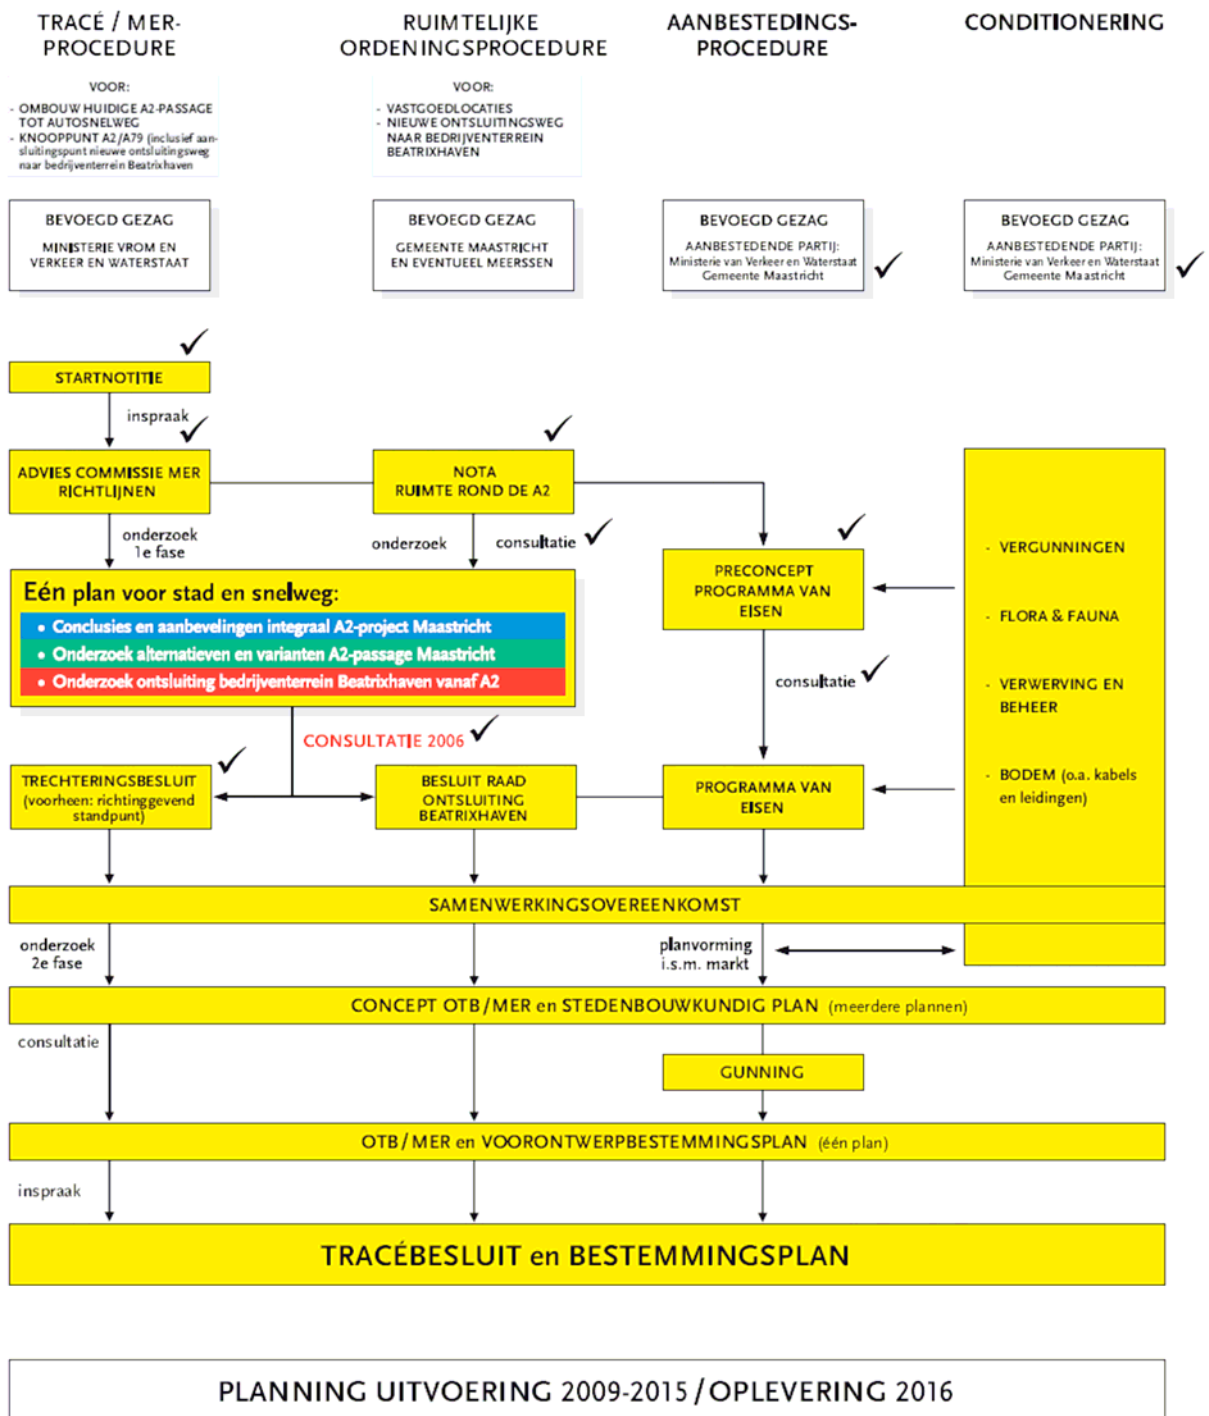 TRACÉ / MER-
PROCEDURE
VOOR:
- OMBOUW HUIDIGE A2-PASSAGE
TOT AUTOSNELWEG
- KNOOPPUNT A2/A79 (inclusief aan-
sluitingspunt nieuwe ontsluitingsweg
naar bedrijventerrein Beatrixhaven
RUIMTELIJKE
ORDENINGSPROCEDURE
VOOR:
- VASTGOEDLOCATIES
- NIEUWE ONTSLUITINGSWEG
NAAR BEDRIJVENTERREIN
BEATRIXHAVEN
AANBESTEDINGS-
PROCEDURE
CONDITIONERING
BEVOEGD GEZAG
MINISTERIE VROM EN
VERKEER EN WATERSTAAT
BEVOEGD GEZAG
GEMEENTE MAASTRICHT
EN EVENTUEEL MEERSSEN
BEVOEGD GEZAG
AANBESTEDENDE PARTIJ:
Ministerie van Verkeer en Waterstaat
Gemeente Maastricht
BEVOEGD GEZAG
AANBESTEDENDE PARTIJ:
Ministerie van Verkeer en Waterstaat
Gemeente Maastricht
STARTNOTITIE
inspraak
ADVIES COMMISSIE MER
RICHTLIJNEN
NOTA
RUIMTE ROND DE A2
onderzoek
1e fase
onderzoek
consultatie
PRECONCEPT
PROGRAMMA VAN
EISEN
- VERGUNNINGEN
- FLORA & FAUNA
- VERWERVING EN
BEHEER
- BODEM (o.a. kabels
en leidingen)
Eén plan voor stad en snelweg:
• Conclusies en aanbevelingen integraal A2-project Maastricht
• Onderzoek alternatieven en varianten A2-passage Maastricht
• Onderzoek ontsluiting bedrijventerrein Beatrixhaven vanaf A2
consultatie
CONSULTATIE 2006
TRECHTERINGSBESLUIT
(voorheen: richtinggevend
standpunt)
BESLUIT RAAD
ONTSLUITING
BEATRIXHAVEN
PROGRAMMA VAN
EISEN
SAMENWERKINGSOVEREENKOMST
onderzoek
2e fase
planvorming
i.s.m. markt
CONCEPT OTB/MER en STEDENBOUWKUNDIG PLAN (meerdere plannen)
consultatie
GUNNING
OTB/MER en VOORONTWERPBESTEMMINGSPLAN (één plan)
inspraak
TRACÉBESLUIT en BESTEMMINGSPLAN
PLANNING UITVOERING 2009-2015/OPLEVERING 2016